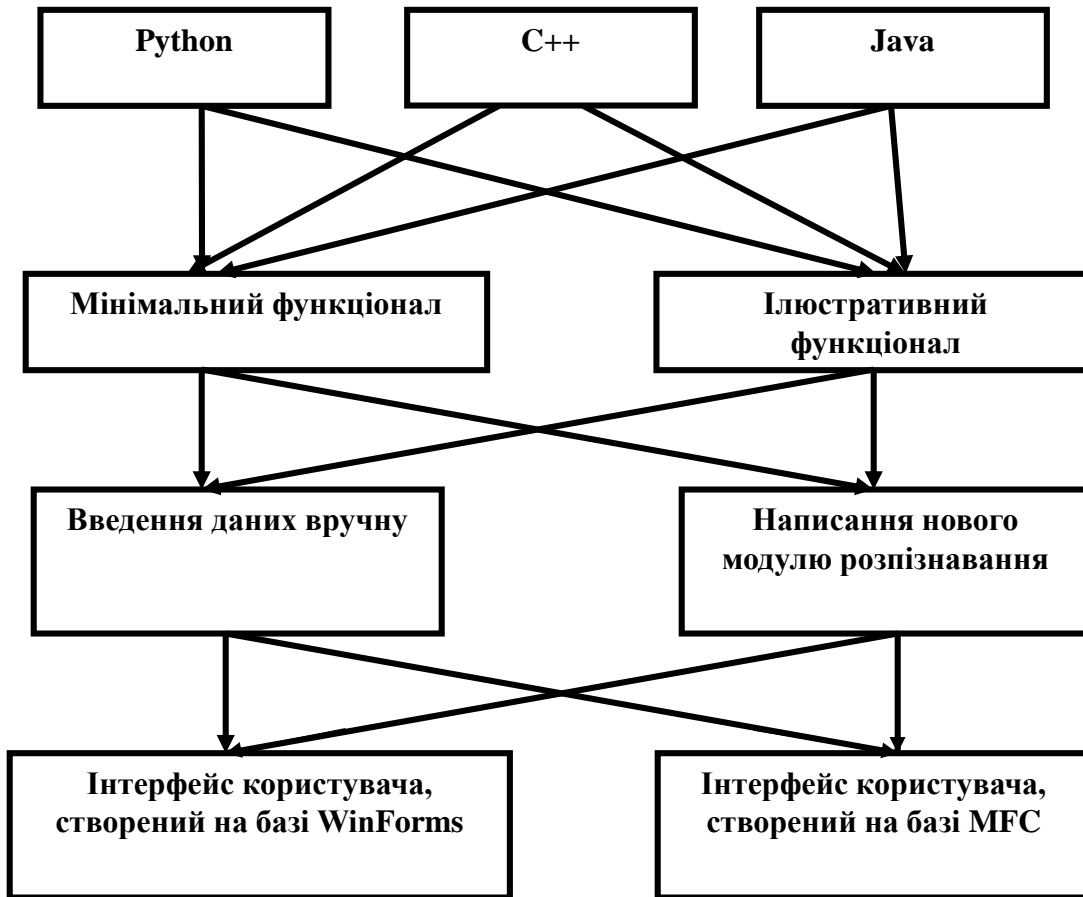 Python
C++
Java
Мінімальний функціонал
Ілюстративний
функціонал
Введення даних вручну
Написання нового
модулю розпізнавання
Інтерфейс користувача,
створений на базі WinForms
Інтерфейс користувача,
створений на базі MFC